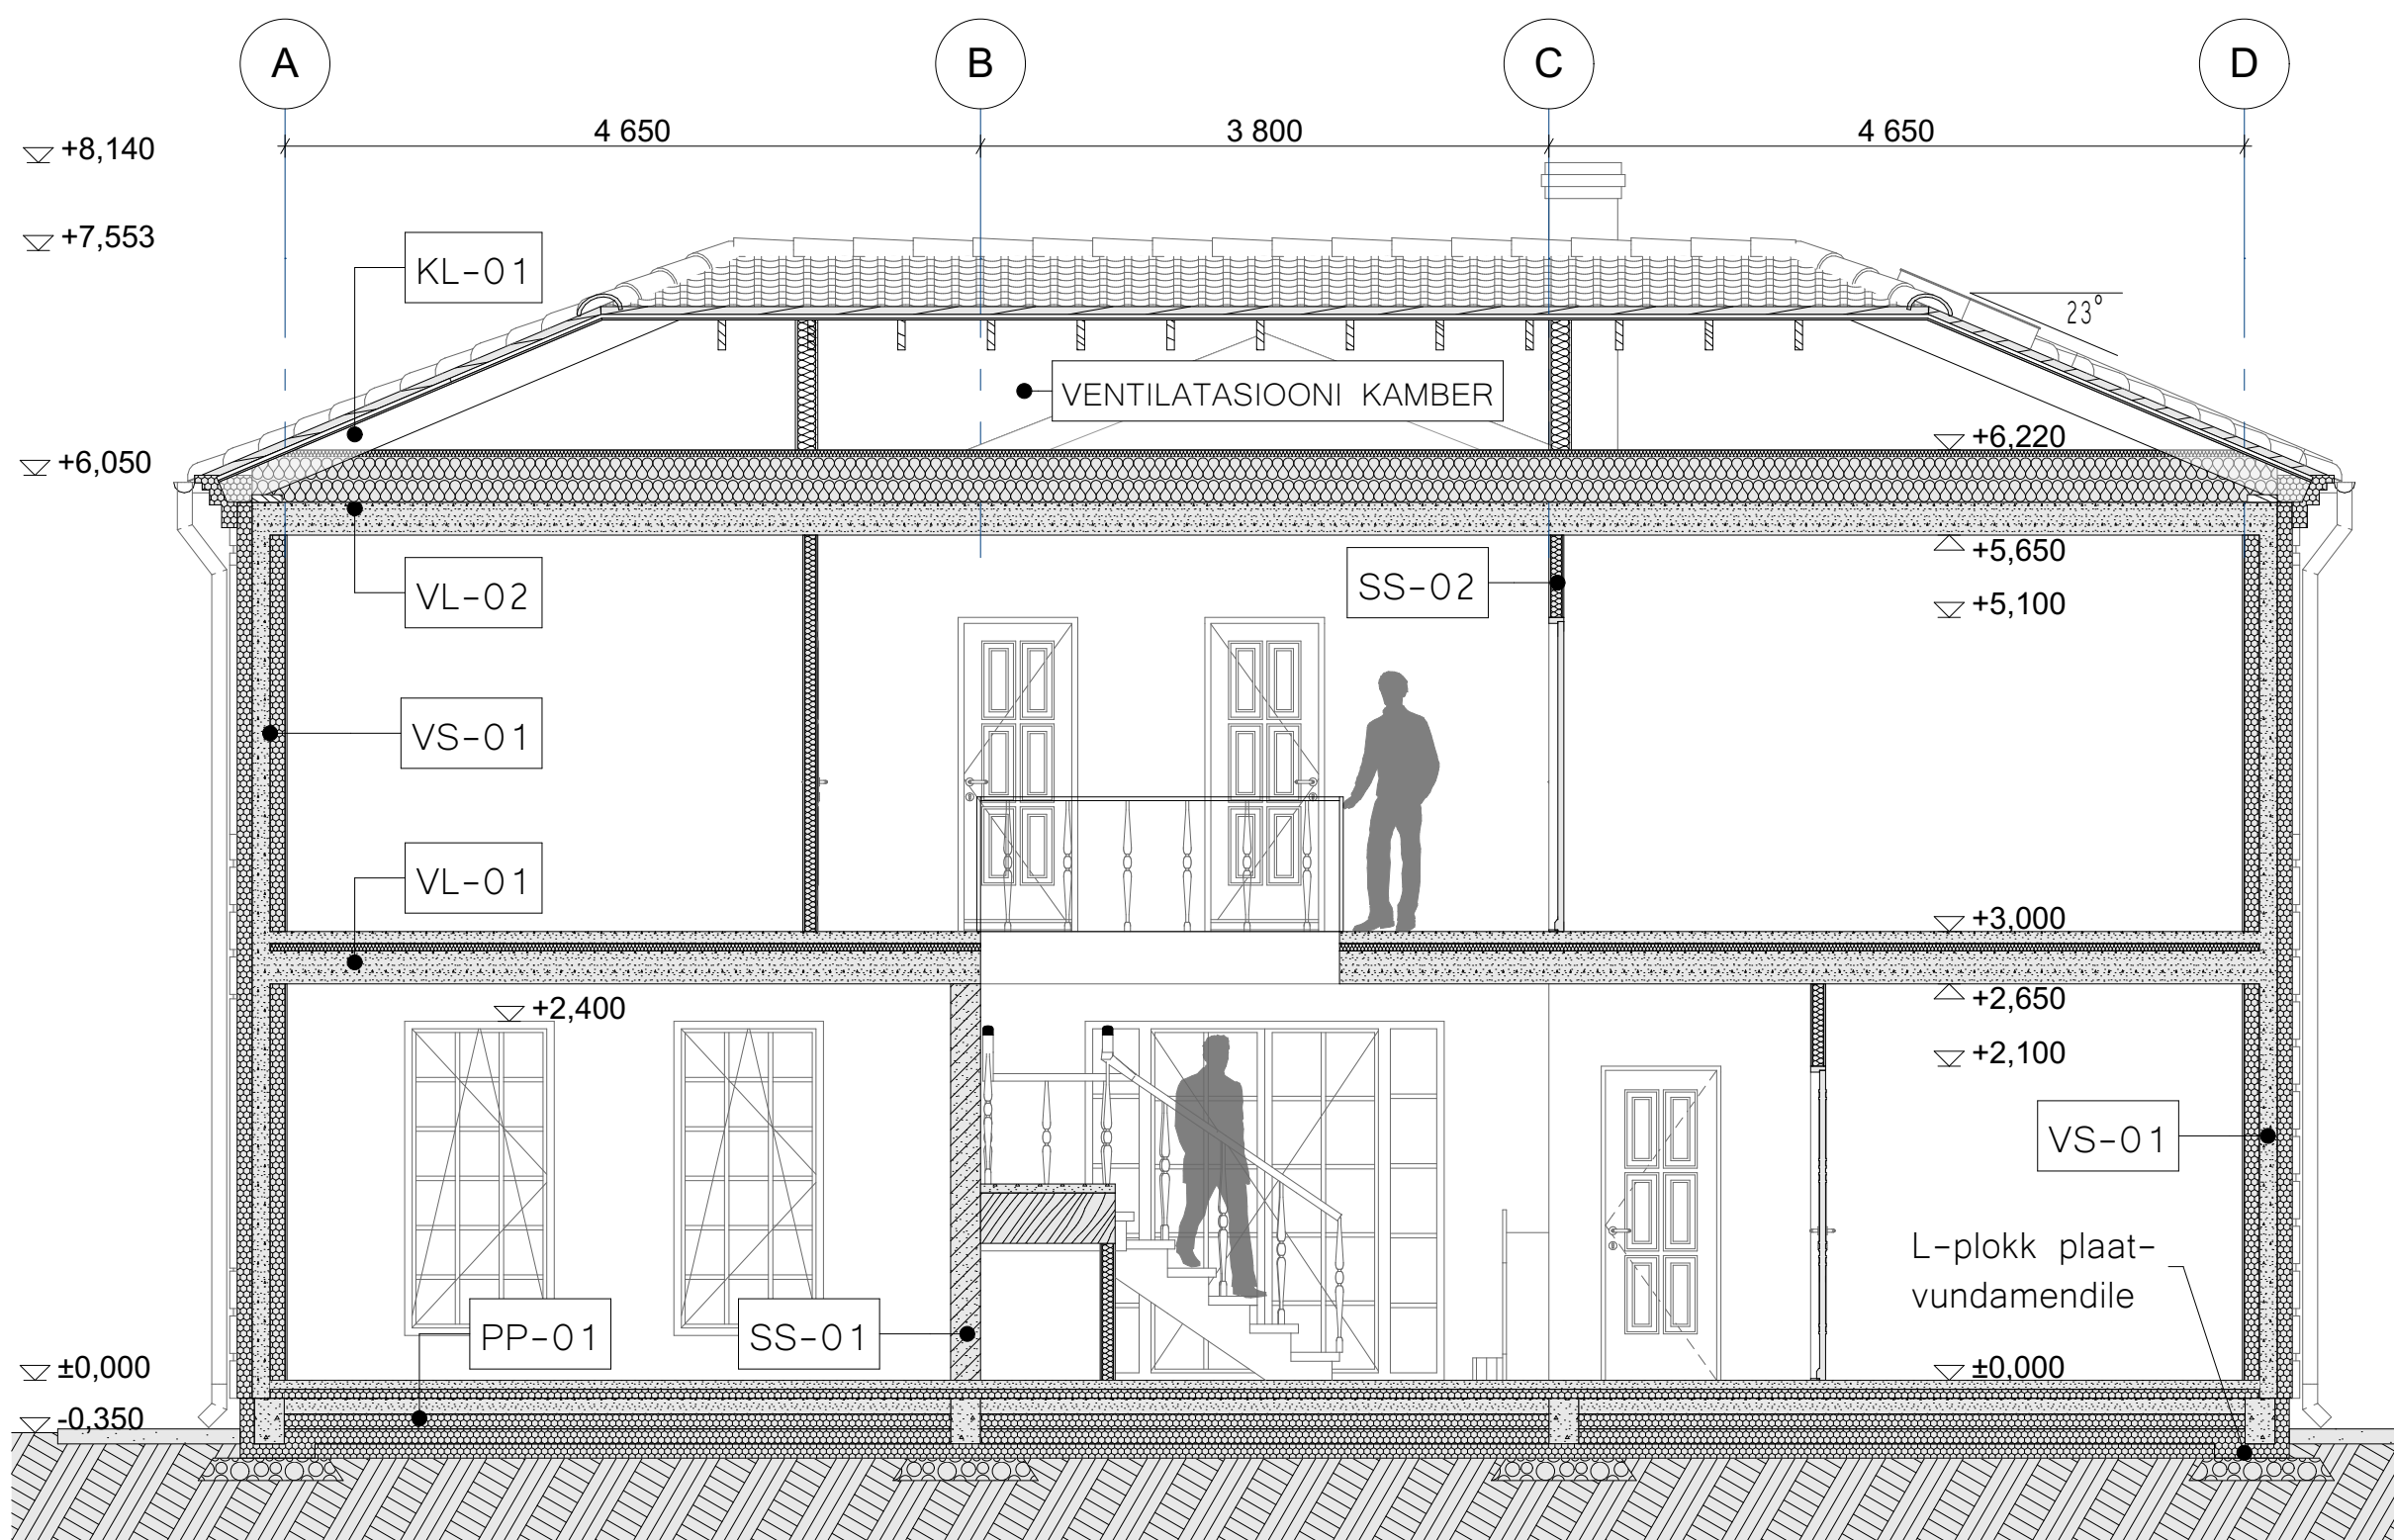 A
B
C
D
4 650
3 800
4 650
+8,140
+7,553
KL-01
23°
VENTILATASIOONI KAMBER
+6,220
+6,050
+5,650
VL-02
SS-02
+5,100
VS-01
VL-01
+3,000
+2,400
+2,650
+2,100
VS-01
L-plokk plaat-
vundamendile
PP-01
SS-01
±0,000
±0,000
-0,350